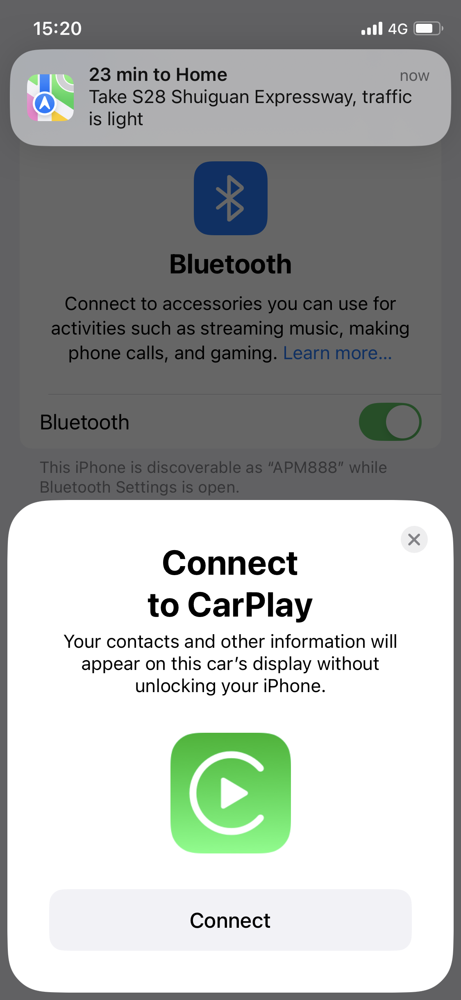 15:20
4G
23 min to Home
now
Take S28 Shuiguan Expressway, traffic
is light
Bluetooth
Connect to accessories you can use for
activities such as streaming music, making
phone calls, and gaming. Learn more...
Bluetooth
This iPhone is discoverable as “APM888” while
Bluetooth Settings is open.
Connect
to CarPlay
Your contacts and other information will
appear on this car’s display without
unlocking your iPhone.
Connect